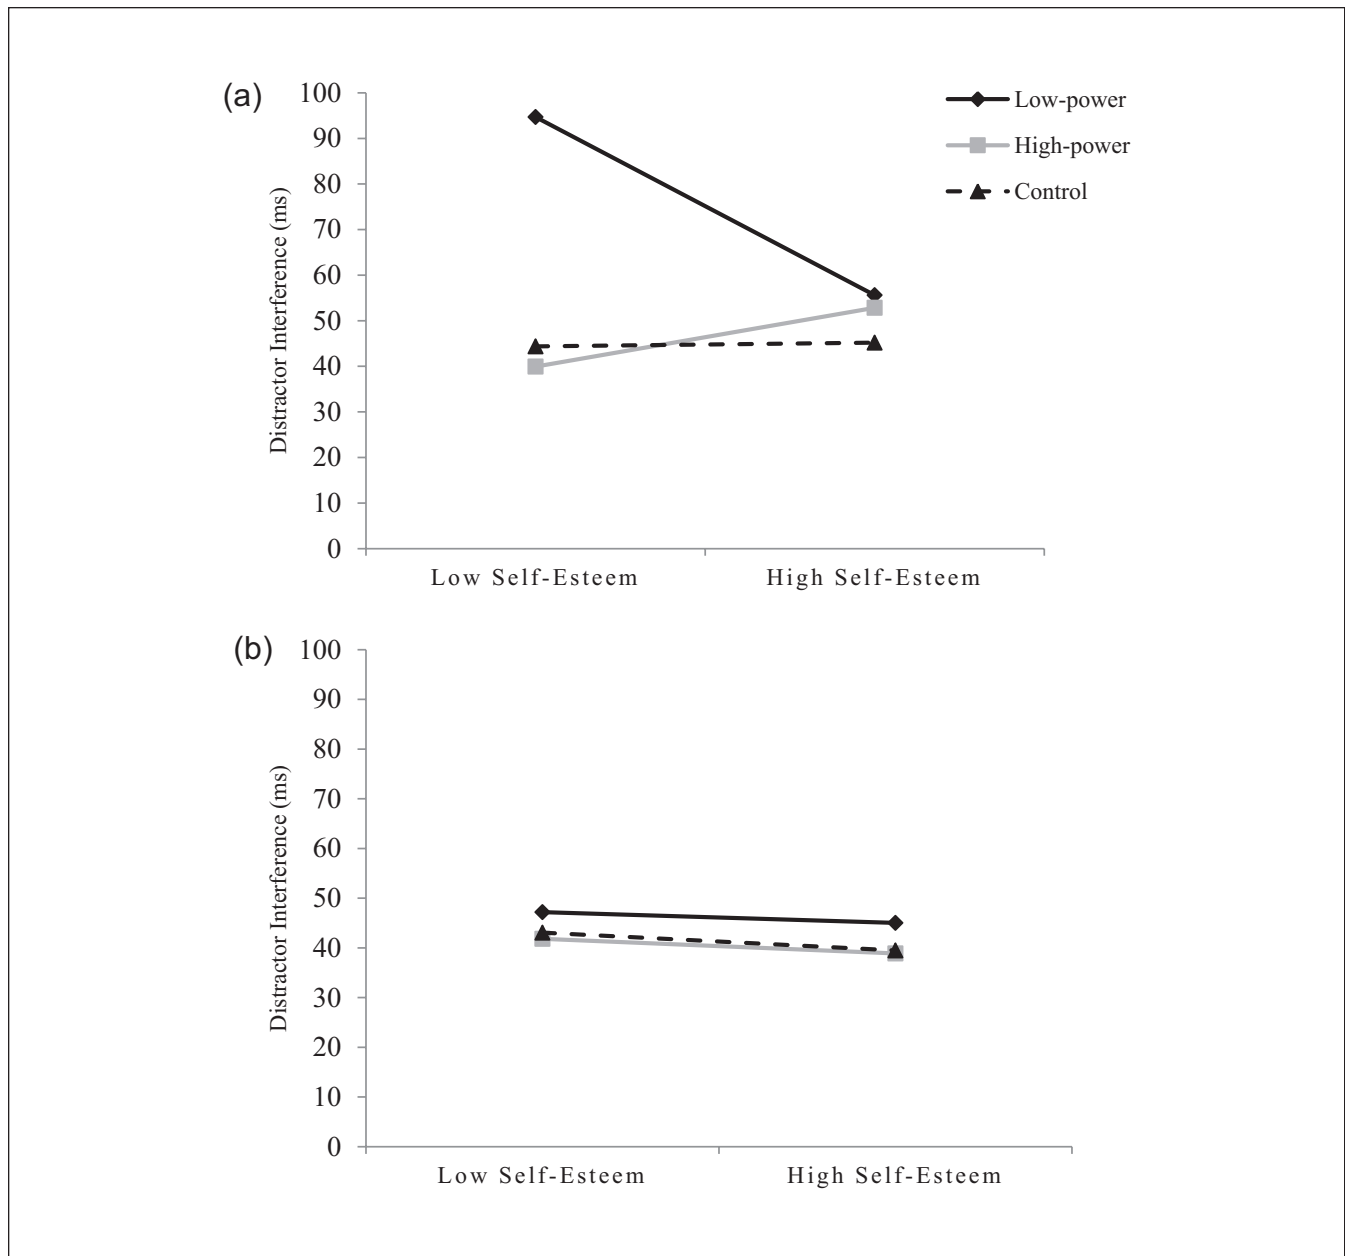 (a)
100
90
80
70
60
50
40
30
20
10
0
Distractor Interference (ms)
Low Self-Esteem
High Self-Esteem
Low-power
High-power
Control
(b)
100
90
80
70
60
50
40
30
20
10
0
Distractor Interference (ms)
Low Self-Esteem
High Self-Esteem